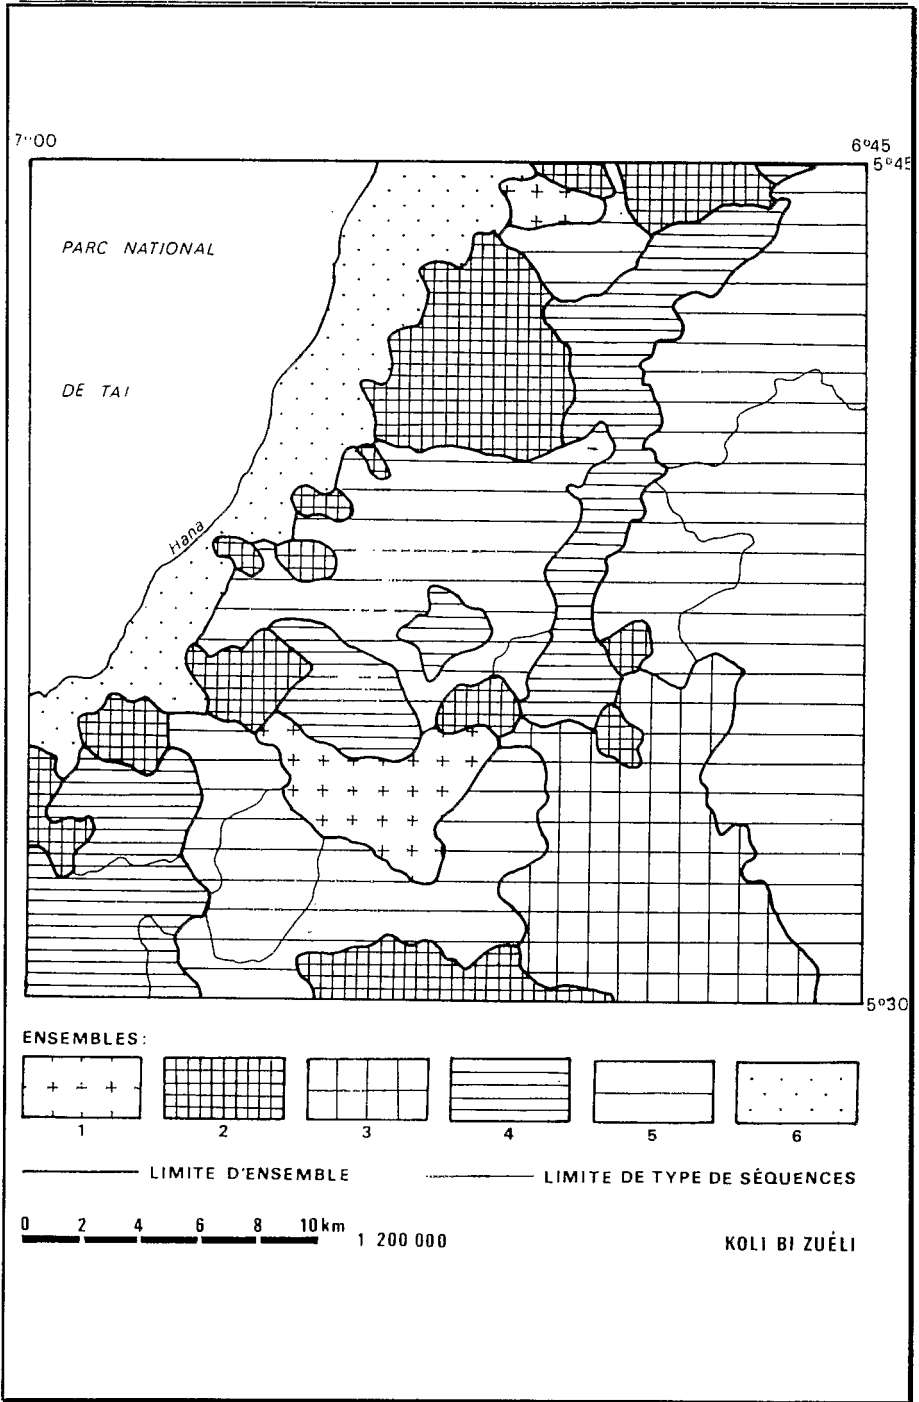 7°00
6°45
5°45
PARC NATIONAL
DE TAI
Hana
5°30
ENSEMBLES:
1 2 3 4 5 6
LIMITE D'ENSEMBLE LIMITE DE TYPE DE SÉQUENCES
0 2 4 6 8 10 km
1 200 000
KOLI BI ZUÉLI